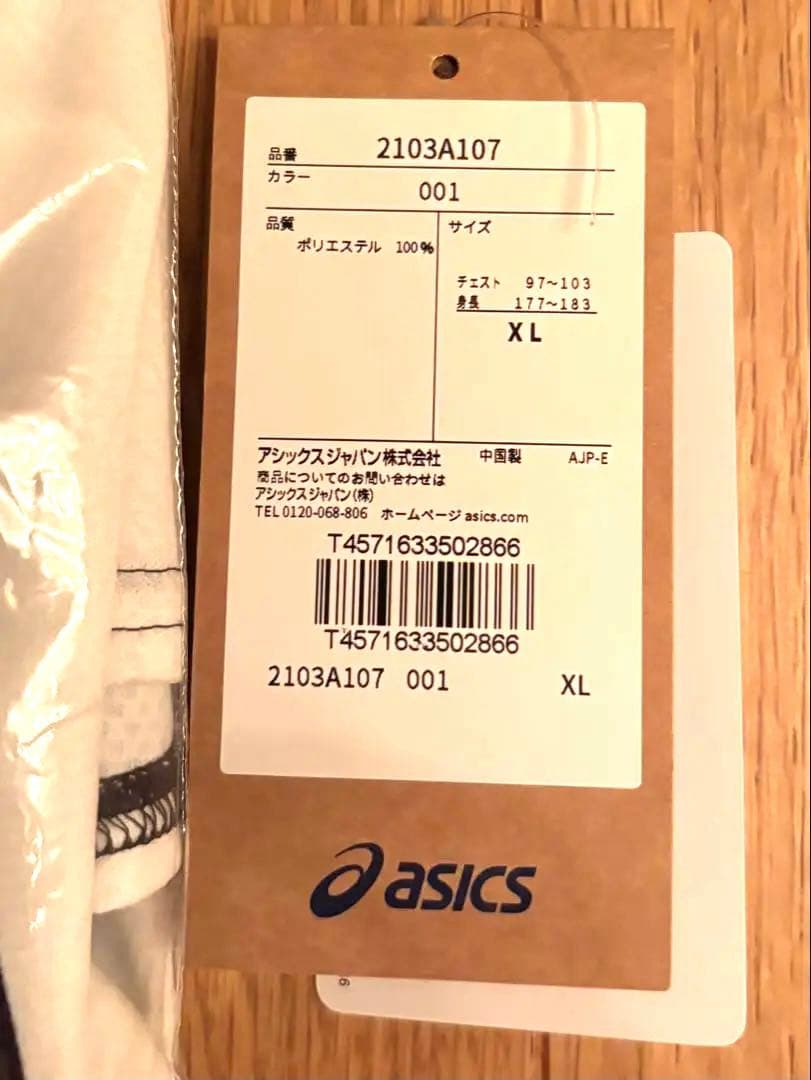 品番 2103A107
カラー
001
品質
ポリエステル 100%
サイズ
チェスト 97~103
身長 177~183
XL
アシックスジャパン株式会社 中国製 AJP-E
商品についてのお問い合わせは
アシックスジャパン(株)
TEL 0120-068-806 ホームページ asics.com
T4571633502866
T4571633502866
2103A107 001 XL
asics